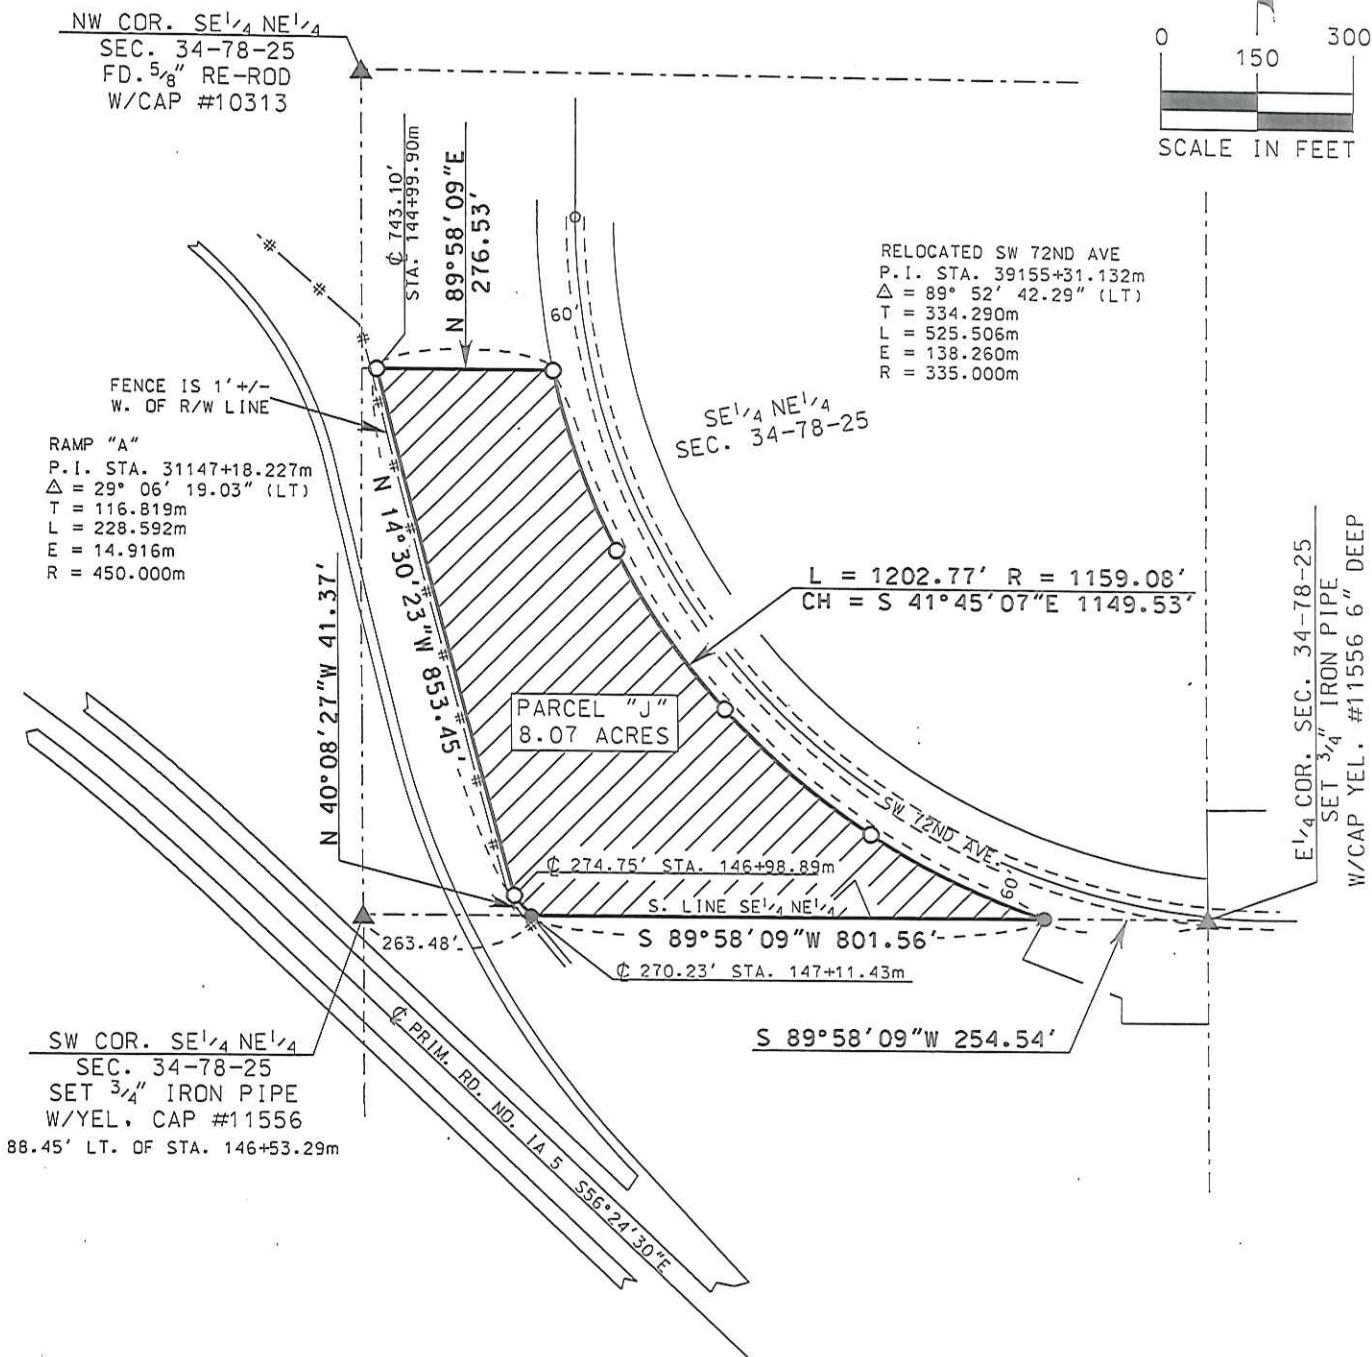 NW COR. SE1/4 NE1/4
SEC. 34-78-25
FD. 5/8" RE-ROD
W/CAP #10313
0 150 300
SCALE IN FEET
℄ 743.10'
STA. 144+99.90m
N 89°58'09"E
276.53'
60'
RELOCATED SW 72ND AVE
P.I. STA. 39155+31.132m
△ = 89° 52' 42.29" (LT)
T = 334.290m
L = 525.506m
E = 138.260m
R = 335.000m
FENCE IS 1'+/-
W. OF R/W LINE
SE1/4 NE1/4
SEC. 34-78-25
RAMP "A"
P.I. STA. 31147+18.227m
△ = 29° 06' 19.03" (LT)
T = 116.819m
L = 228.592m
E = 14.916m
R = 450.000m
N 14°30'23"W 853.45'
N 40°08'27"W 41.37'
L = 1202.77' R = 1159.08'
CH = S 41°45'07"E 1149.53'
E1/4 COR. SEC. 34-78-25
SET 3/4" IRON PIPE
W/CAP YEL. #11556 6" DEEP
PARCEL "J"
8.07 ACRES
SW 72ND AVE.
60'
℄ 274.75' STA. 146+98.89m
S. LINE SE1/4 NE1/4
263.48'
S 89°58'09"W 801.56'
℄ 270.23' STA. 147+11.43m
S 89°58'09"W 254.54'
SW COR. SE1/4 NE1/4
SEC. 34-78-25
SET 3/4" IRON PIPE
W/YEL. CAP #11556
88.45' LT. OF STA. 146+53.29m
℄ PRIM. RD. NO. IA 5 S56°24'30"E